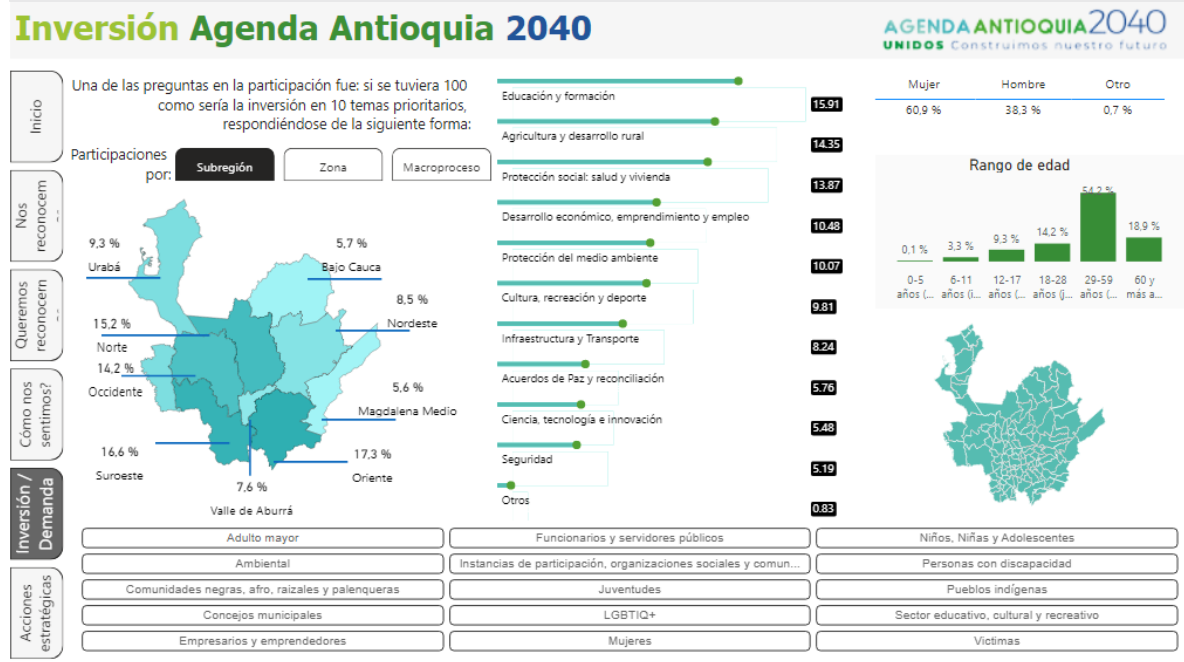 Inversión Agenda Antioquia 2040
AGENDA ANTIOQUIA 2040
UNIDOS Construimos nuestro futuro
Inicio
Nos
reconocem
Queremos
reconocern
Cómo nos
sentimos?
Inversión /
Demanda
Acciones
estratégicas
Una de las preguntas en la participación fue: si se tuviera 100
como sería la inversión en 10 temas prioritarios,
respondiéndose de la siguiente forma:
Participaciones
por:
Subregión
Zona
Macroproceso
9,3 %
Urabá
5,7 %
Bajo Cauca
8,5 %
Nordeste
15,2 %
Norte
14,2 %
Occidente
5,6 %
Magdalena Medio
16,6 %
Suroeste
17,3 %
Oriente
7,6 %
Valle de Aburrá
Educación y formación
15.91
Agricultura y desarrollo rural
14.35
Protección social: salud y vivienda
13.87
Desarrollo económico, emprendimiento y empleo
10.48
Protección del medio ambiente
10.07
Cultura, recreación y deporte
9.81
Infraestructura y Transporte
8.24
Acuerdos de Paz y reconciliación
5.76
Ciencia, tecnología e innovación
5.48
Seguridad
5.19
Otros
0.83
Mujer Hombre Otro
60,9 % 38,3 % 0,7 %
Rango de edad
0,1 % 3,3 % 9,3 % 14,2 % 54,2 % 18,9 %
0-5 6-11 12-17 18-28 29-59 60 y
años (... años (i... años (... años (j... años (... más a...
Adulto mayor
Funcionarios y servidores públicos
Niños, Niñas y Adolescentes
Ambiental
Instancias de participación, organizaciones sociales y comun...
Personas con discapacidad
Comunidades negras, afro, raizales y palenqueras
Juventudes
Pueblos indígenas
Concejos municipales
LGBTIQ+
Sector educativo, cultural y recreativo
Empresarios y emprendedores
Mujeres
Victimas